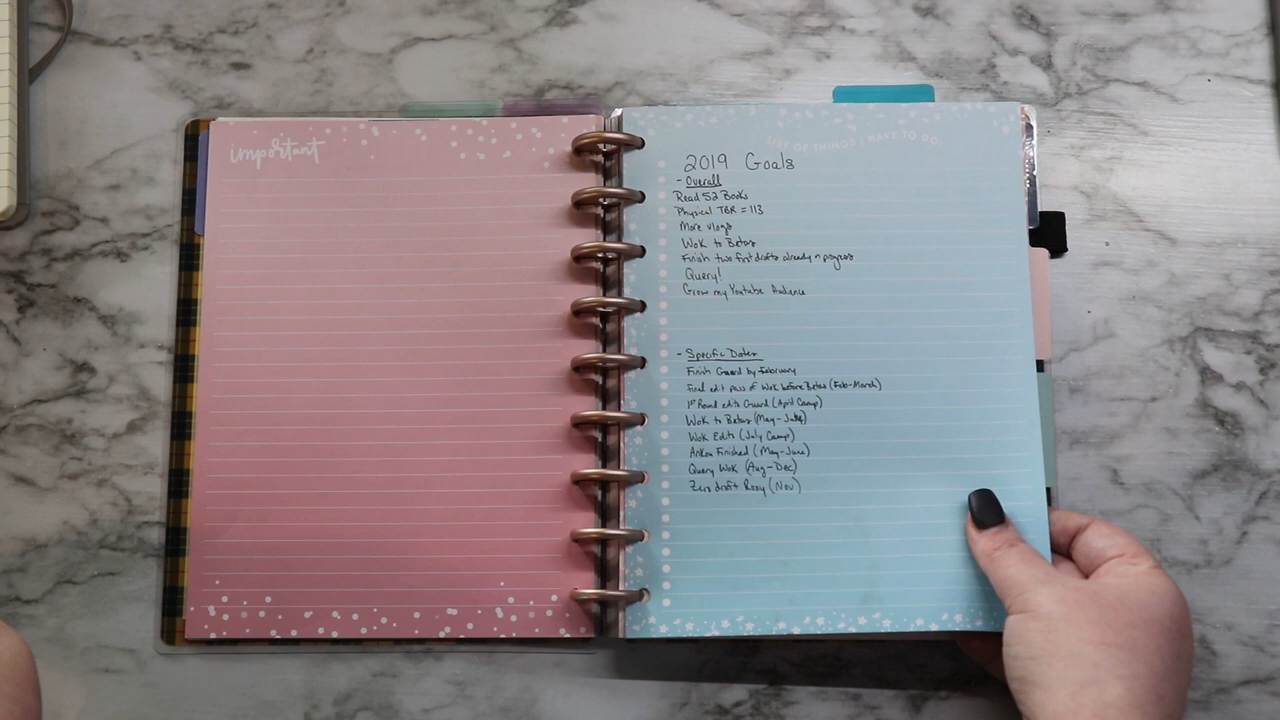 important
LIST OF THINGS I HAVE TO DO:
2019 Goals
- Overall
Read 52 Books
Physical TBR = 113
More vlogs
WoK to Betas
Finish two first drafts already in progress
Query!
Grow my Youtube Audience
- Specific Dates
Finish Guard by February
Final edit pass of WoK before Betas (Feb-March)
1st Round edits Guard (April Camp)
WoK to Betas (May-July)
WoK Edits (July Camp)
Ankou Finished (May-June)
Query WoK (Aug-Dec)
Zero draft Roxy (Nov)